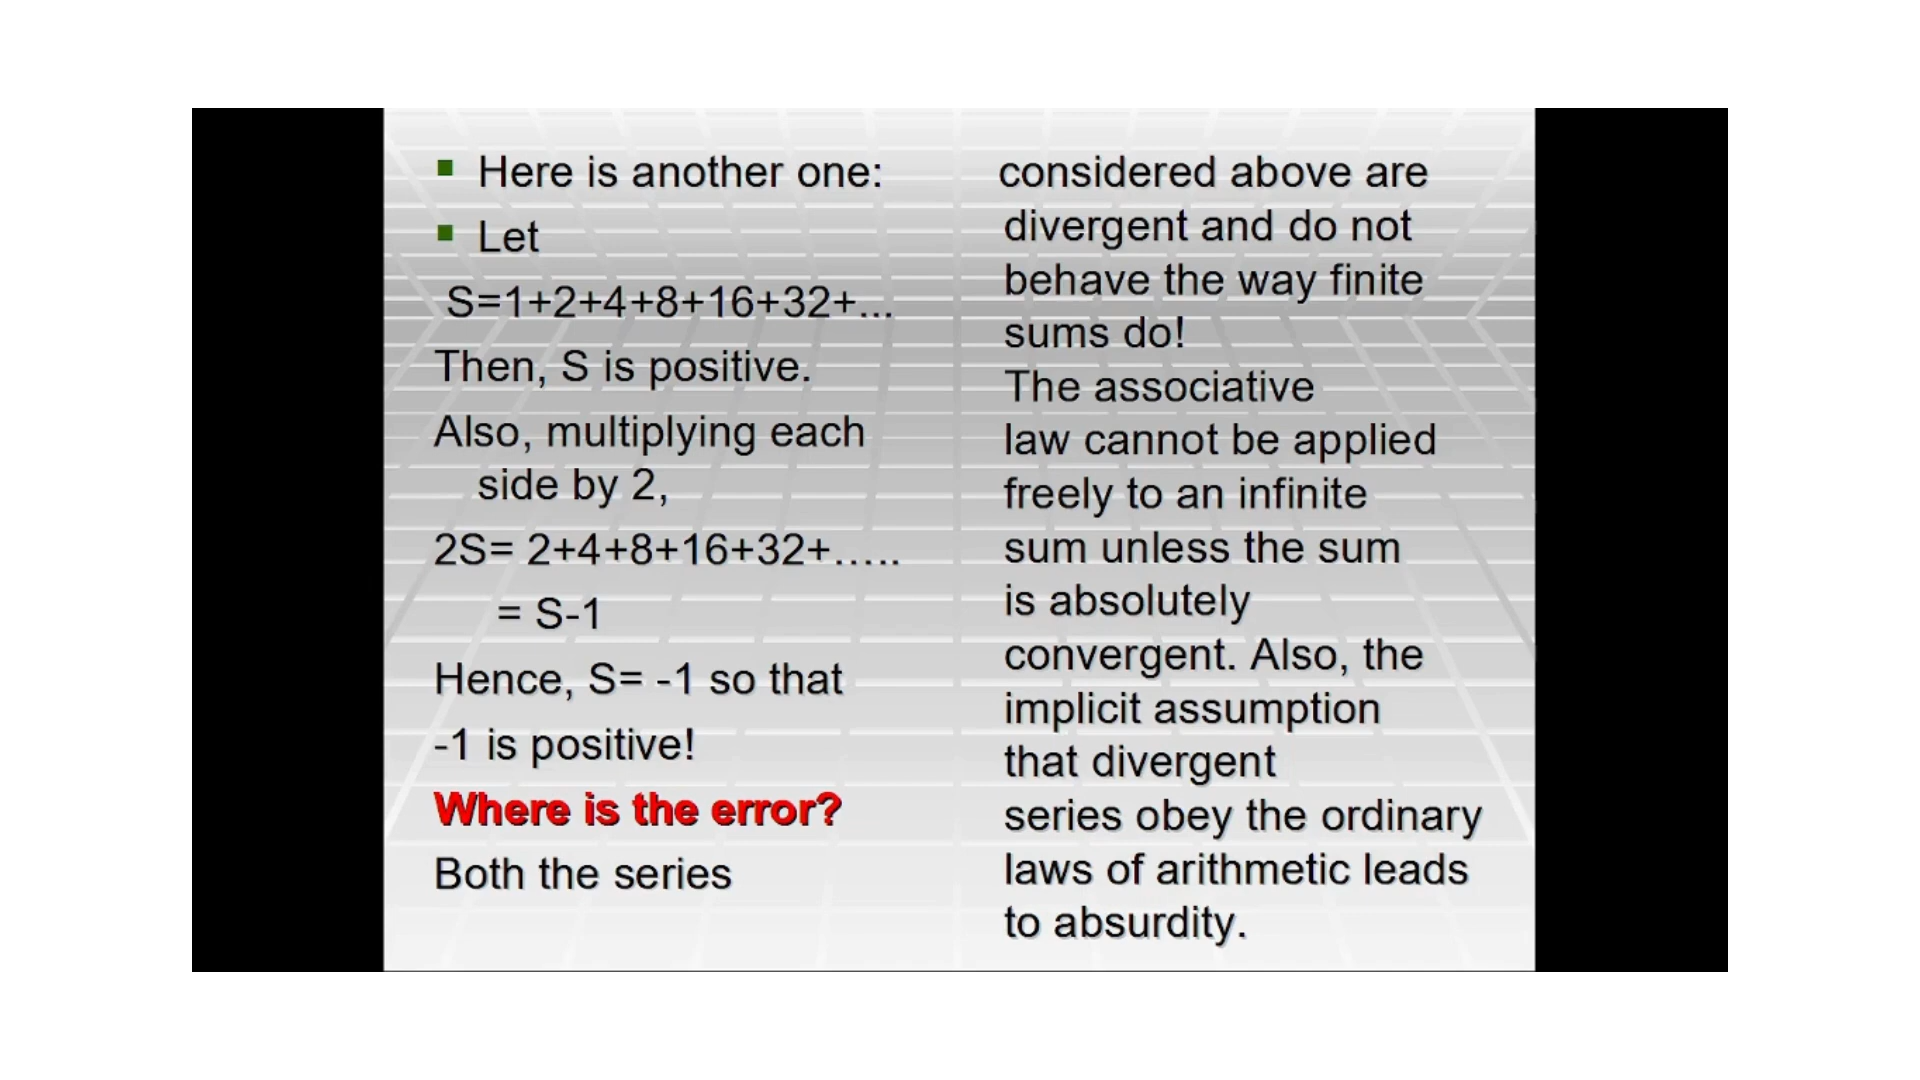 Here is another one:
Let
S=1+2+4+8+16+32+...
Then, S is positive.
Also, multiplying each
side by 2,
2S= 2+4+8+16+32+.....
= S-1
Hence, S= -1 so that
-1 is positive!
Where is the error?
Both the series
considered above are
divergent and do not
behave the way finite
sums do!
The associative
law cannot be applied
freely to an infinite
sum unless the sum
is absolutely
convergent. Also, the
implicit assumption
that divergent
series obey the ordinary
laws of arithmetic leads
to absurdity.